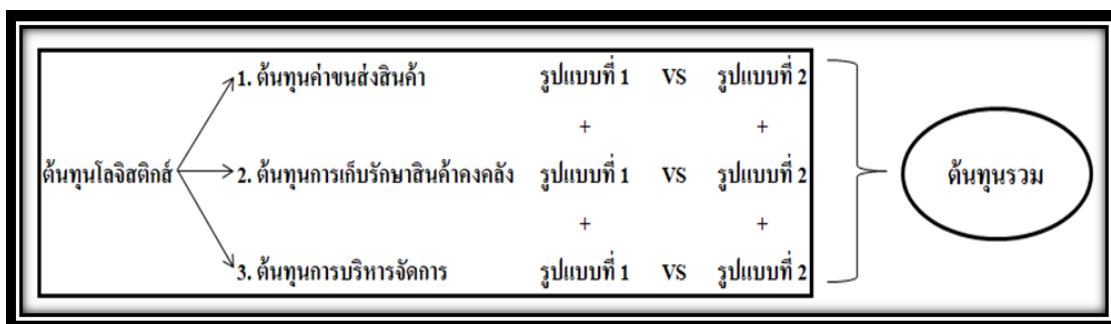 1. ต้นทุนค่าขนส่งสินค้า รูปแบบที่ 1 VS รูปแบบที่ 2
+ +
ต้นทุนโลจิสติกส์ 2. ต้นทุนการเก็บรักษาสินค้าคงคลัง รูปแบบที่ 1 VS รูปแบบที่ 2 ต้นทุนรวม
+ +
3. ต้นทุนการบริหารจัดการ รูปแบบที่ 1 VS รูปแบบที่ 2